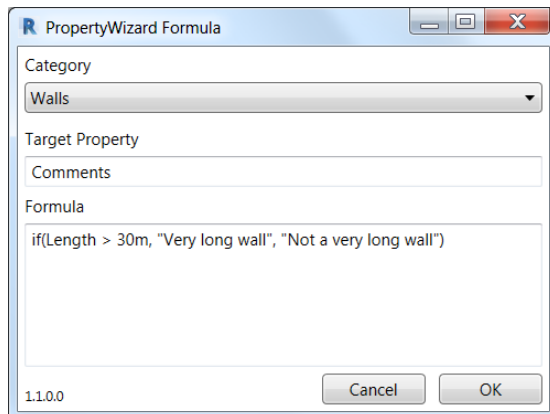 PropertyWizard Formula
Category
Walls
Target Property
Comments
Formula
if(Length > 30m, "Very long wall", "Not a very long wall")
1.1.0.0
Cancel
OK